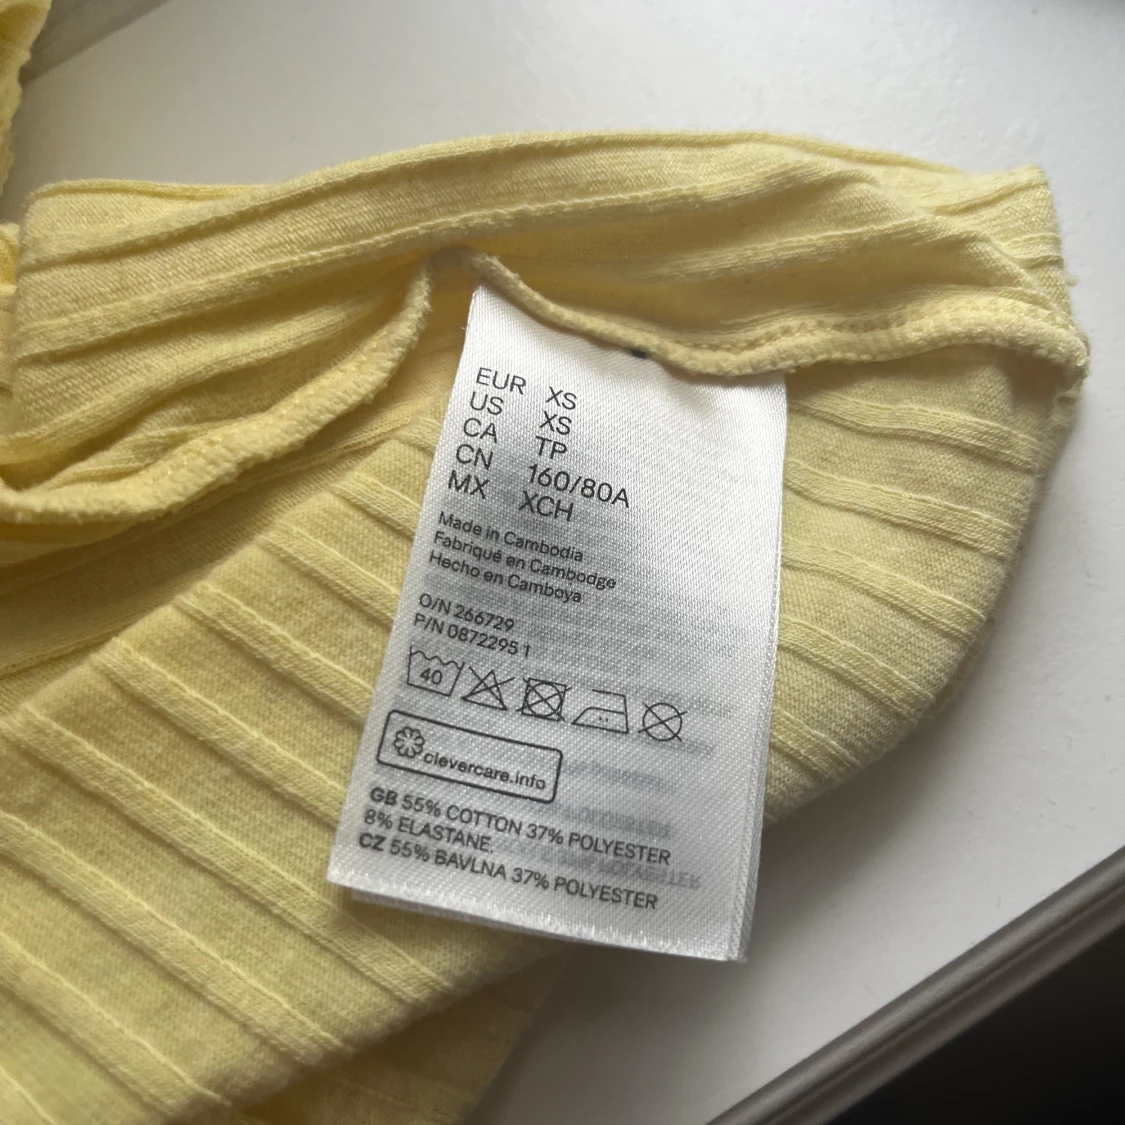 EUR XS
US XS
CA TP
CN 160/80A
MX XCH
Made in Cambodia
Fabriqué en Cambodge
Hecho en Camboya
O/N 266729
P/N 0872295 1
40
clevercare.info
GB 55% COTTON 37% POLYESTER
8% ELASTANE.
CZ 55% BAVLNA 37% POLYESTER